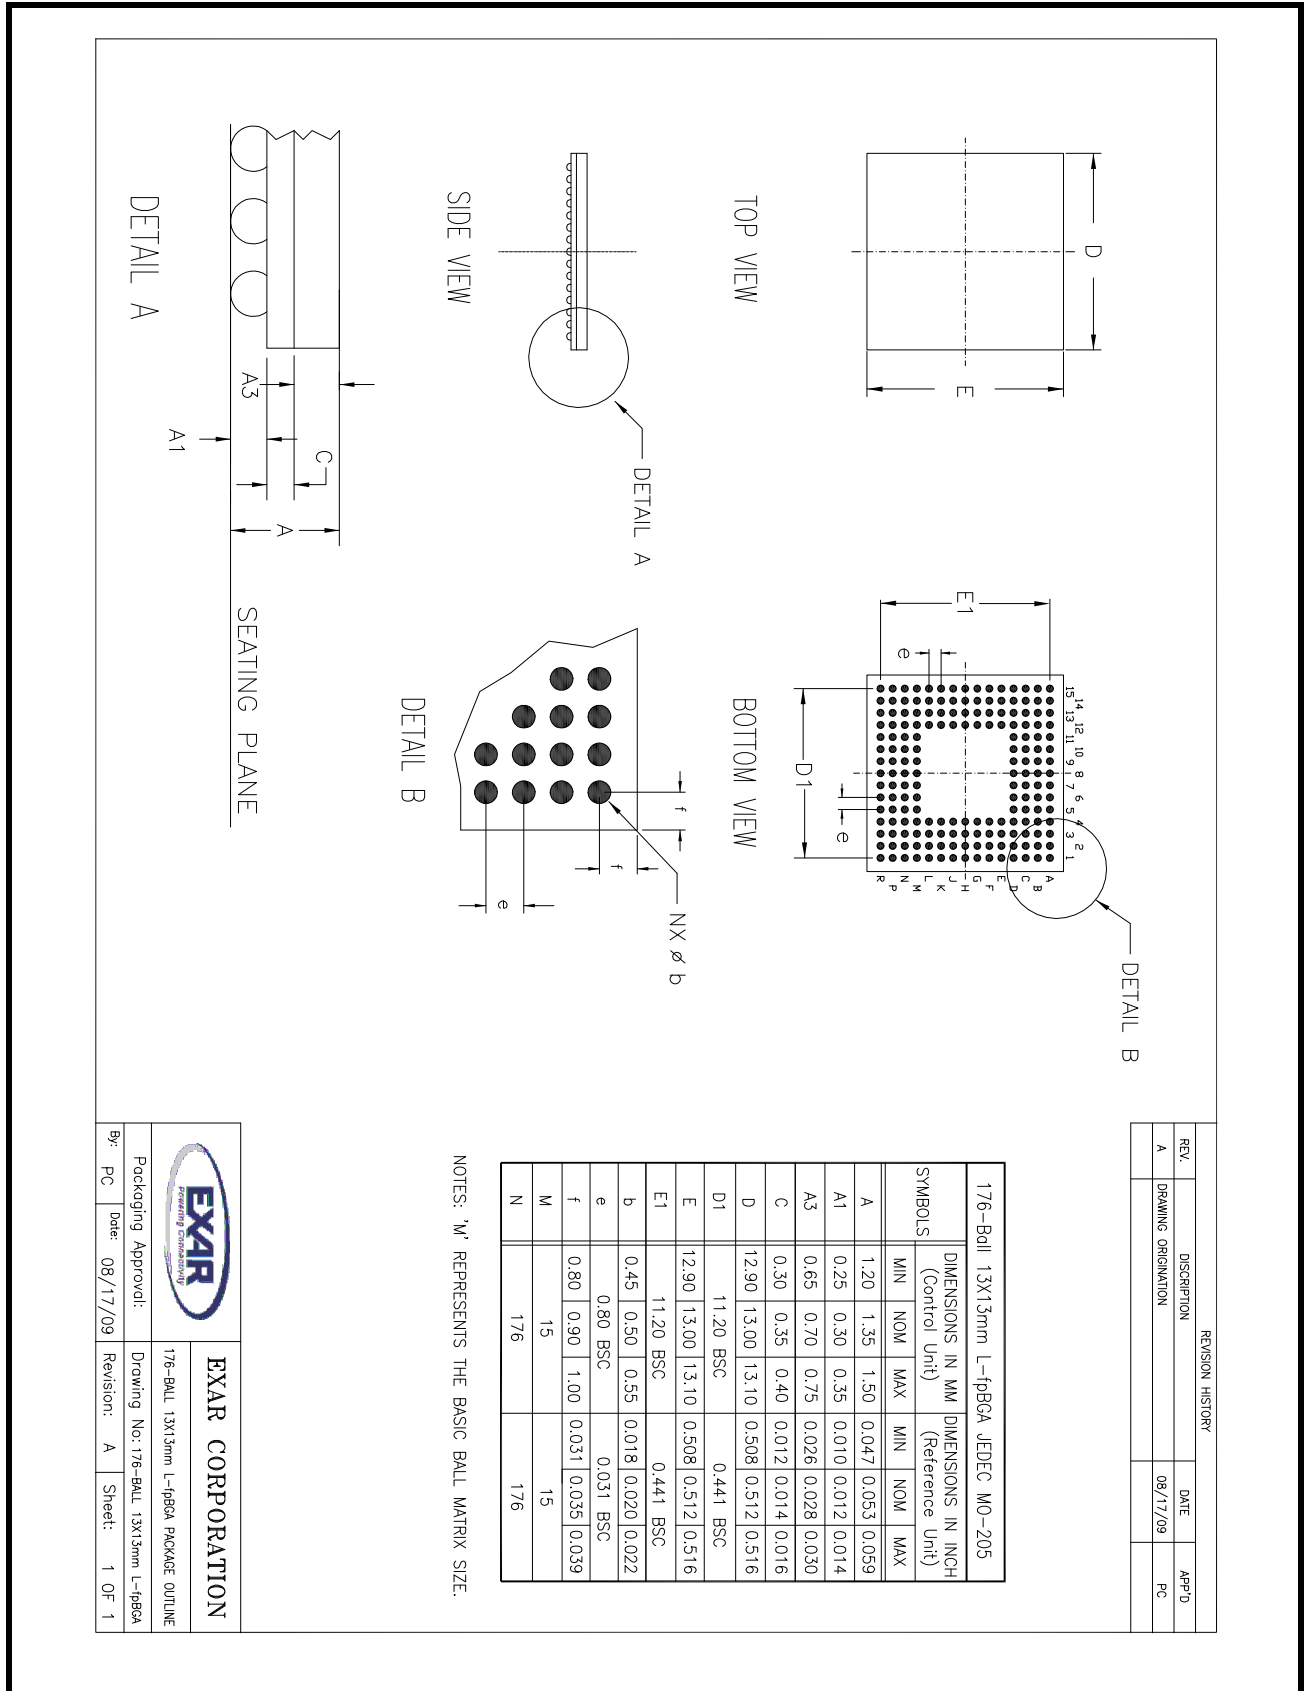 REVISION HISTORY
REV. DISCRIPTION DATE APP'D
A DRAWING ORIGINATION 08/17/09 PC
D
E
TOP VIEW
E1
e
15 14 13 12 11 10 9 8 7 6 5 4 3 2 1
A
B
C
D
E
F
G
H
J
K
L
M
N
P
R
D1
e
BOTTOM VIEW
DETAIL B
SIDE VIEW
DETAIL A
f
f
e
NX ø b
DETAIL B
A3
A1
C
A
SEATING PLANE
DETAIL A
176-Ball 13X13mm L-fpBGA JEDEC MO-205
SYMBOLS DIMENSIONS IN MM (Control Unit) DIMENSIONS IN INCH (Reference Unit)
MIN NOM MAX MIN NOM MAX
A 1.20 1.35 1.50 0.047 0.053 0.059
A1 0.25 0.30 0.35 0.010 0.012 0.014
A3 0.65 0.70 0.75 0.026 0.028 0.030
C 0.30 0.35 0.40 0.012 0.014 0.016
D 12.90 13.00 13.10 0.508 0.512 0.516
D1 11.20 BSC 0.441 BSC
E 12.90 13.00 13.10 0.508 0.512 0.516
E1 11.20 BSC 0.441 BSC
b 0.45 0.50 0.55 0.018 0.020 0.022
e 0.80 BSC 0.031 BSC
f 0.80 0.90 1.00 0.031 0.035 0.039
M 15 15
N 176 176
NOTES: 'M' REPRESENTS THE BASIC BALL MATRIX SIZE.
EXAR
Powering Connectivity
EXAR CORPORATION
176-BALL 13X13mm L-fpBGA PACKAGE OUTLINE
Packaging Approval: Drawing No: 176-BALL 13X13mm L-fpBGA
By: PC Date: 08/17/09 Revision: A Sheet: 1 OF 1